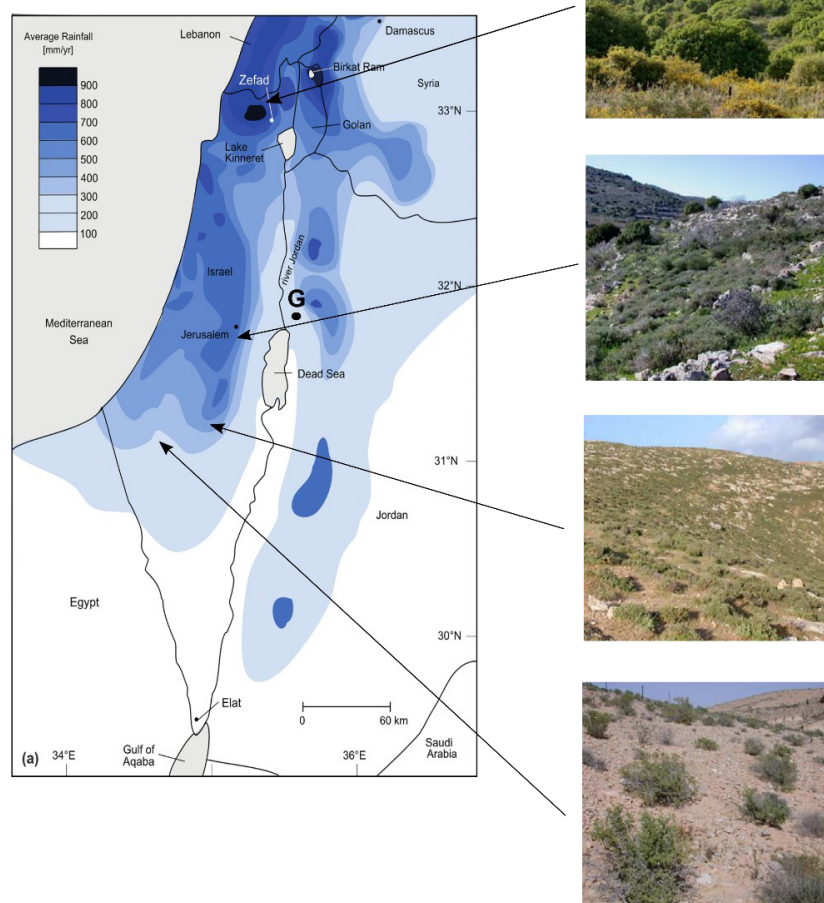 Average Rainfall
[mm/yr]
900
800
700
600
500
400
300
200
100
Lebanon
Damascus
Zefad
Birkat Ram
Syria
33°N
Golan
Lake
Kinneret
river Jordan
Israel
32°N
G
Mediterranean
Sea
Jerusalem
Dead Sea
31°N
Jordan
Egypt
30°N
Elat
0 60 km
(a)
34°E
Gulf of
Aqaba
36°E
Saudi
Arabia